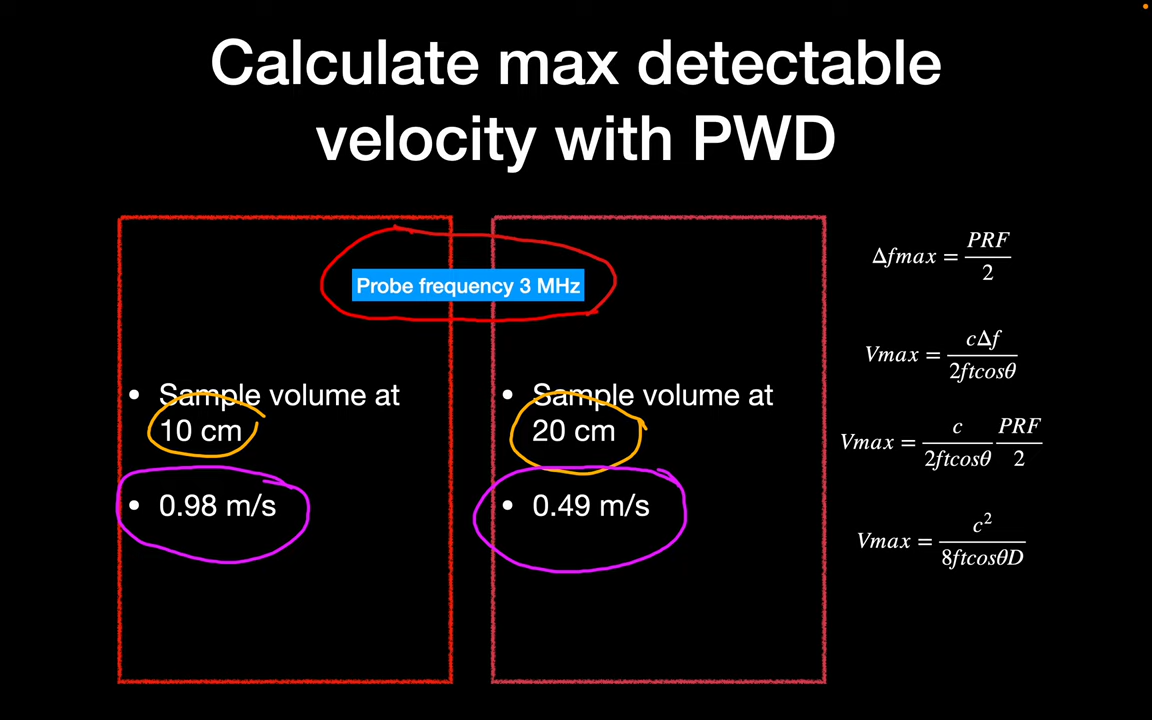 Calculate max detectable
velocity with PWD
Probe frequency 3 MHz
• Sample volume at
10 cm
• 0.98 m/s
• Sample volume at
20 cm
• 0.49 m/s
Δfmax = PRF/2
Vmax = cΔf/2ftcosθ
Vmax = c/2ftcosθ PRF/2
Vmax = c²/8ftcosθD